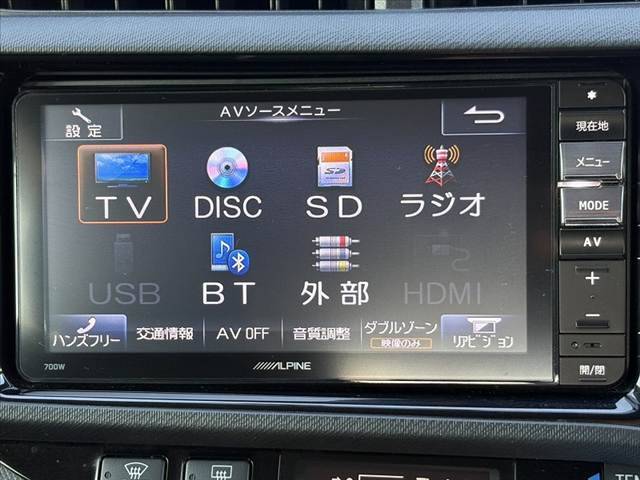 AVソースメニュー
設定
TV
DISC
SD
ラジオ
USB
BT
外部
HDMI
ハンズフリー
交通情報
AV OFF
音質調整
ダブルゾーン
映像のみ
リアビジョン
700W
ALPINE
現在地
メニュー
MODE
AV
+
−
開/閉
TEM